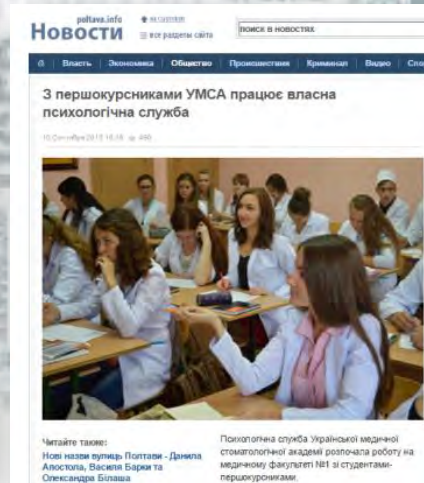 poltava.info
Новости
все разделы сайта
поиск в новостях
Власть Экономика Общество Происшествия Криминал Видео Спо
З першокурсниками УМСА працює власна
психологічна служба
Читайте также:
Нові назви вулиць Полтави - Данила
Апостола, Василя Барки та
Олександра Білаша
Психологічна служба Української медичної
стоматологічної академії розпочала роботу на
медичному факультеті №1 зі студентами-
першокурсниками.